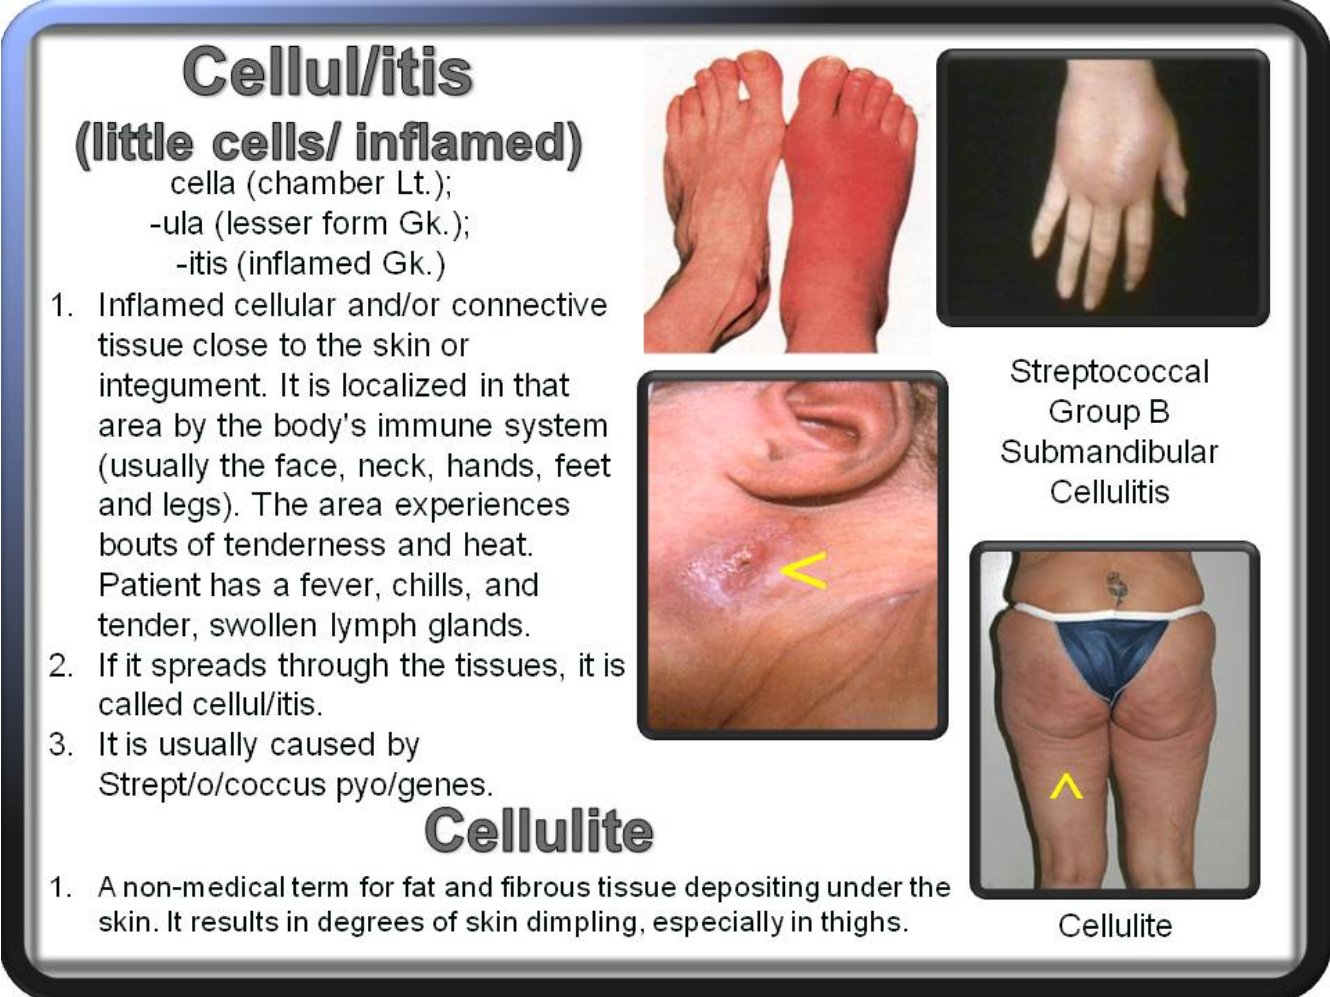 Cellul/itis
(little cells/ inflamed)
cella (chamber Lt.);
-ula (lesser form Gk.);
-itis (inflamed Gk.)
1. Inflamed cellular and/or connective
tissue close to the skin or
integument. It is localized in that
area by the body's immune system
(usually the face, neck, hands, feet
and legs). The area experiences
bouts of tenderness and heat.
Patient has a fever, chills, and
tender, swollen lymph glands.
2. If it spreads through the tissues, it is
called cellul/itis.
3. It is usually caused by
Strept/o/coccus pyo/genes.
Streptococcal
Group B
Submandibular
Cellulitis
<
^
Cellulite
1. A non-medical term for fat and fibrous tissue depositing under the
skin. It results in degrees of skin dimpling, especially in thighs.
Cellulite